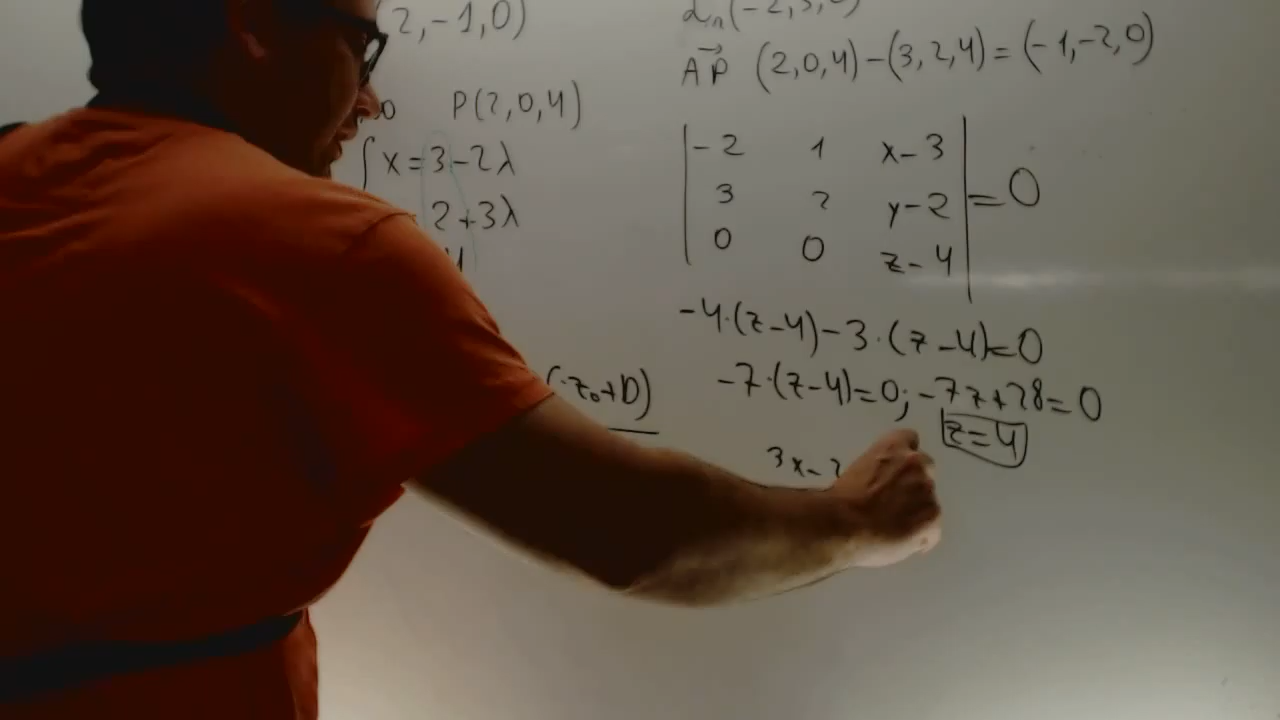 2,-1,0)
P(2,0,4)
x=3-2λ
2+3λ
4
·z₀+D)
(-2,3,0)
AP (2,0,4)-(3,2,4)=(-1,-2,0)
|-2 1 x-3|
|3 2 y-2|=0
|0 0 z-4|
-4·(z-4)-3·(z-4)=0
-7·(z-4)=0; -7z+28=0
z=4
3x-2